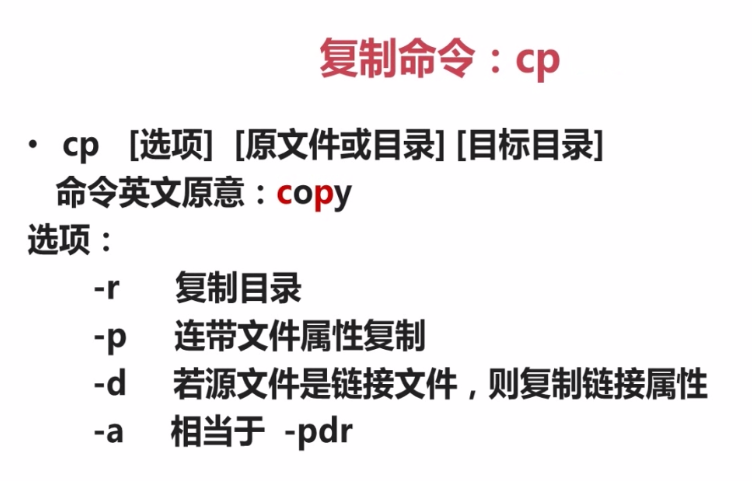 复制命令：cp
• cp [选项] [原文件或目录] [目标目录]
命令英文原意：copy
选项：
-r 复制目录
-p 连带文件属性复制
-d 若源文件是链接文件，则复制链接属性
-a 相当于 -pdr